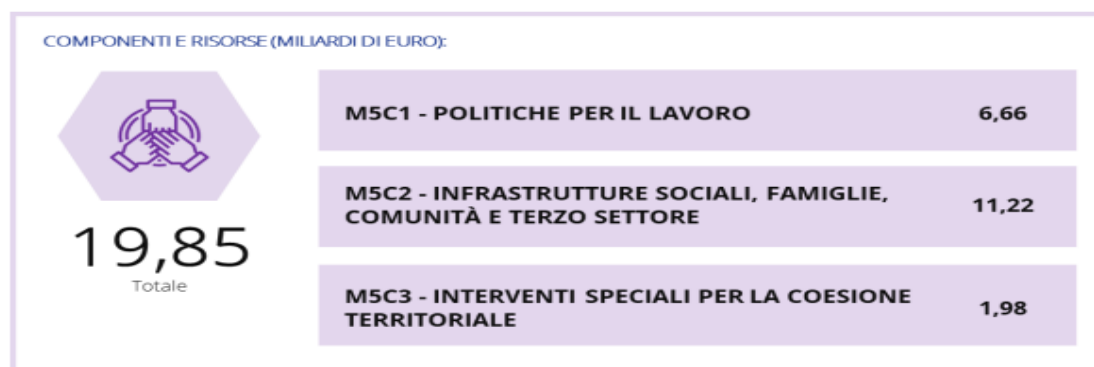 COMPONENTI E RISORSE (MILIARDI DI EURO):
19,85
Totale
M5C1 - POLITICHE PER IL LAVORO 6,66
M5C2 - INFRASTRUTTURE SOCIALI, FAMIGLIE,
COMUNITÀ E TERZO SETTORE 11,22
M5C3 - INTERVENTI SPECIALI PER LA COESIONE
TERRITORIALE 1,98